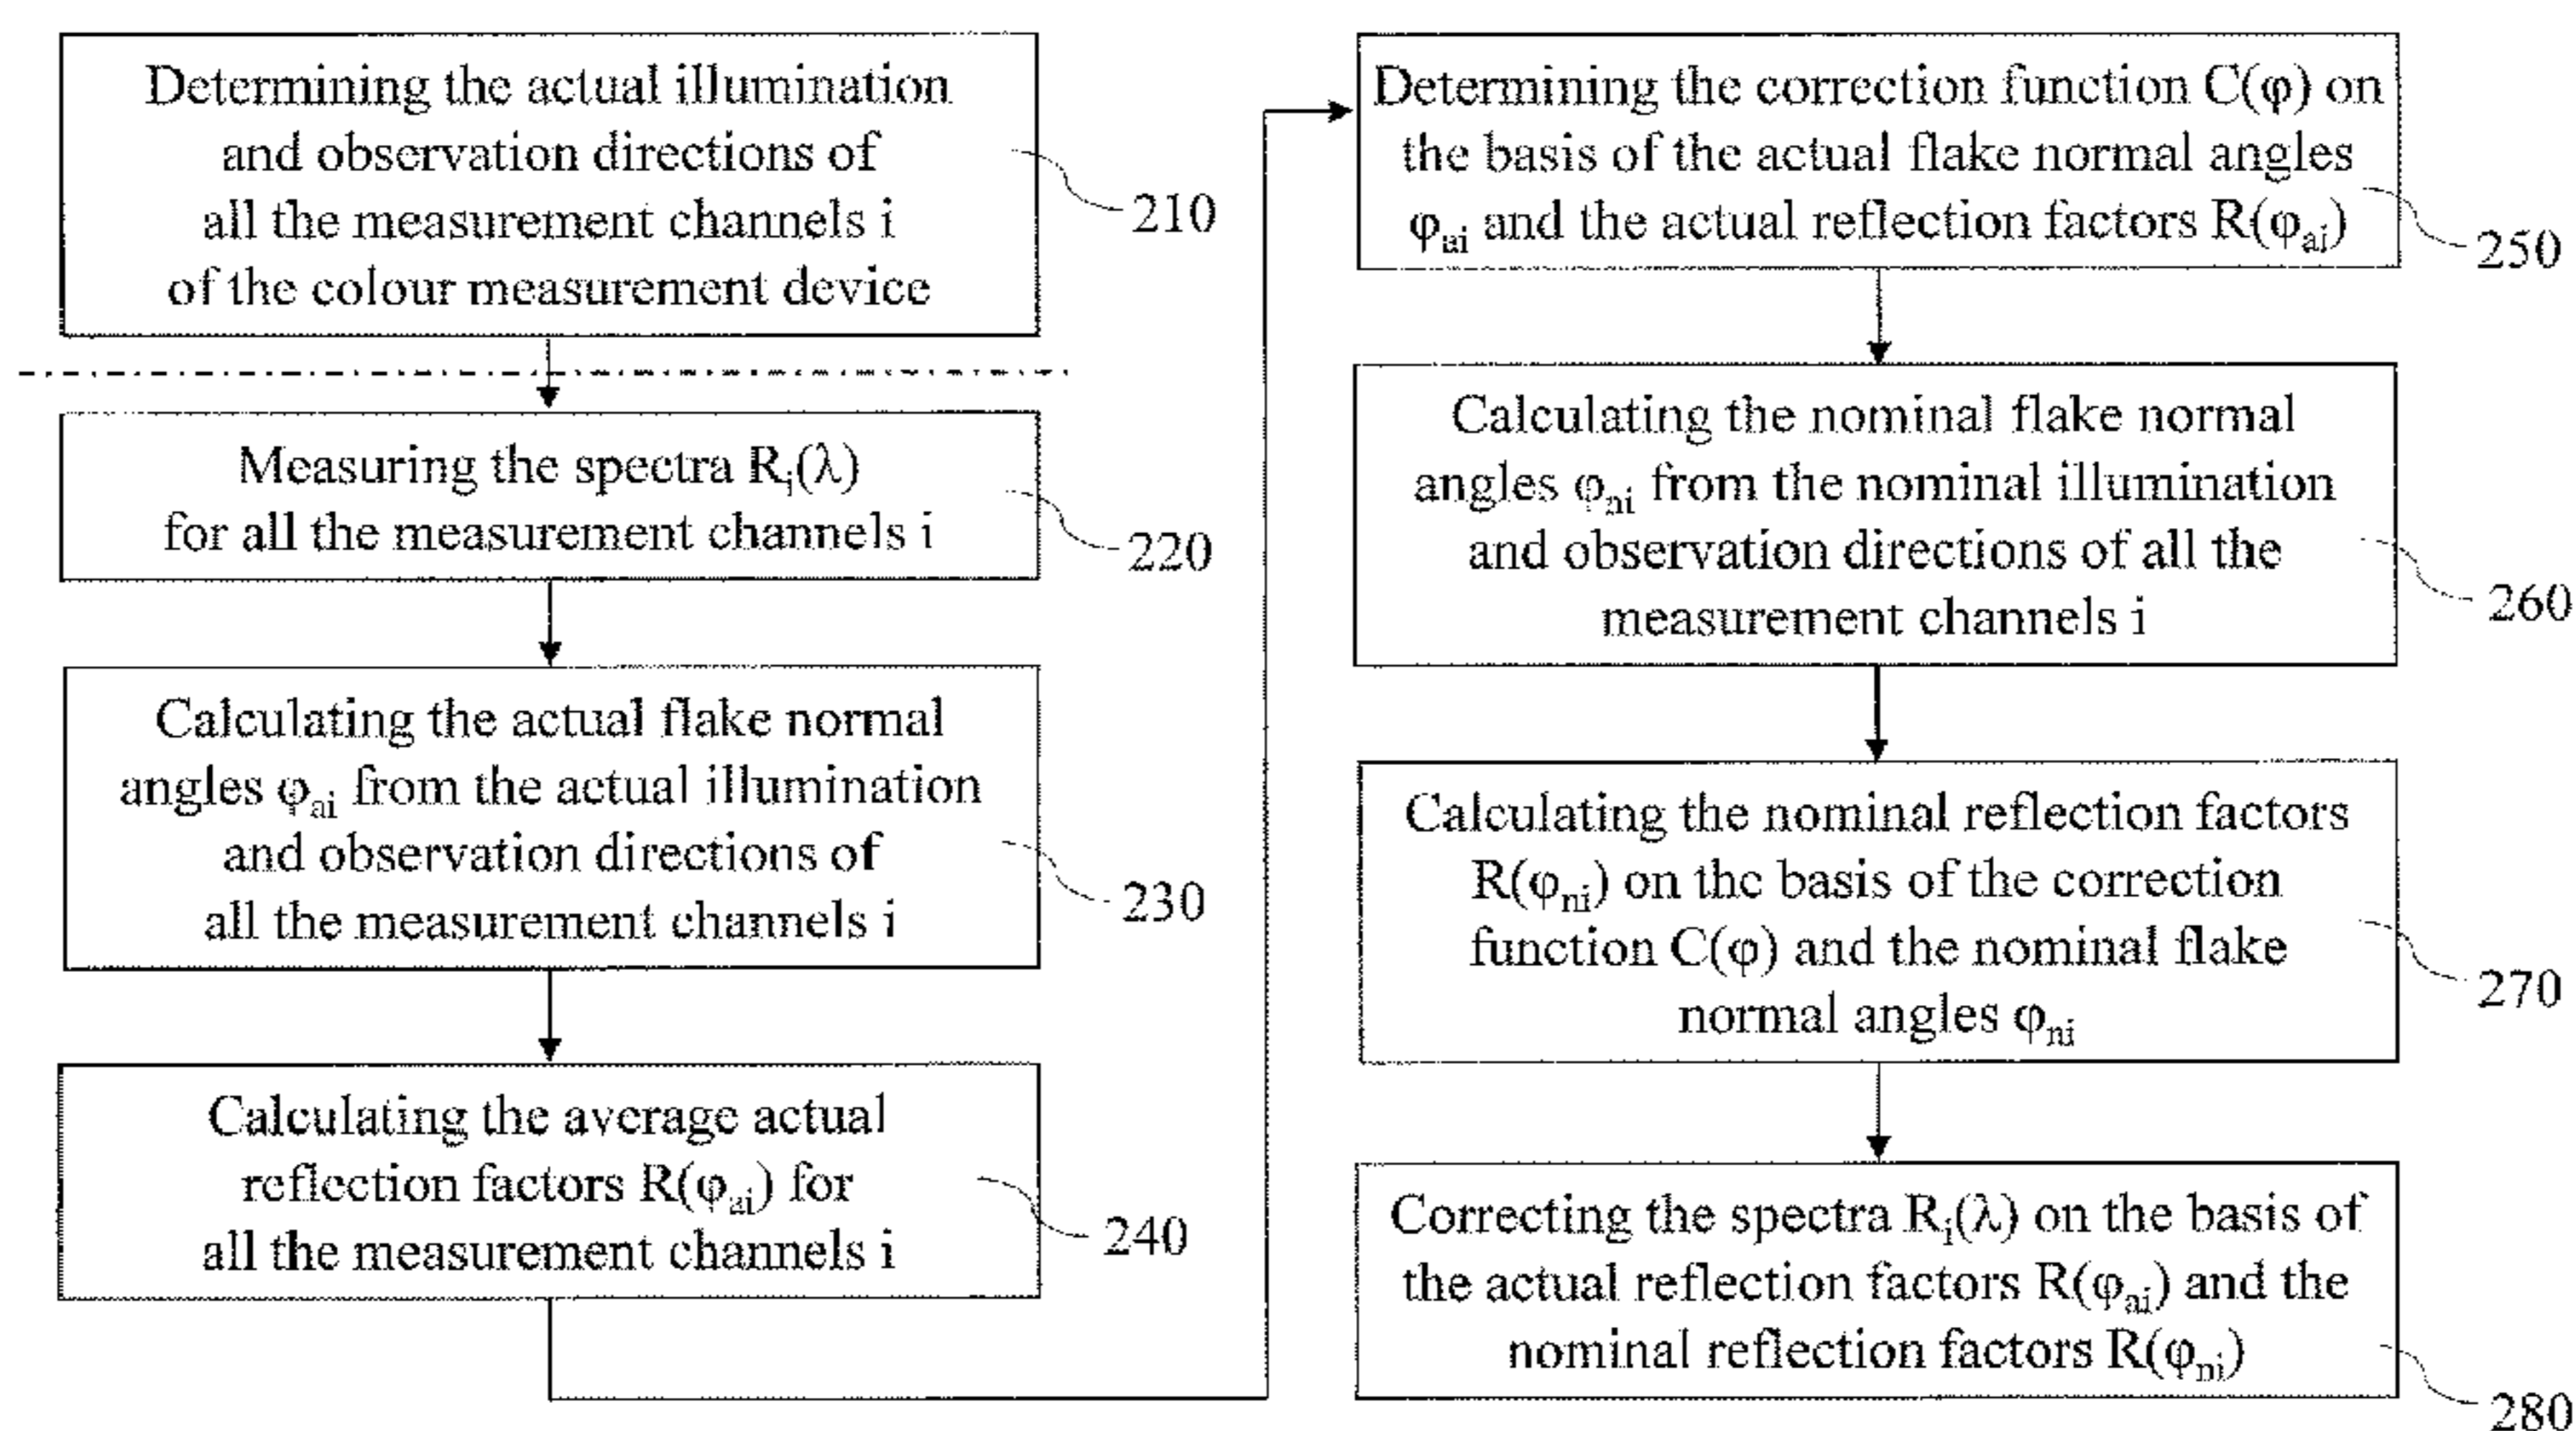 Determining the actual illumination
and observation directions of
all the measurement channels i
of the colour measurement device
210
Measuring the spectra Rᵢ(λ)
for all the measurement channels i
220
Calculating the actual flake normal
angles φₐᵢ from the actual illumination
and observation directions of
all the measurement channels i
230
Calculating the average actual
reflection factors R(φₐᵢ) for
all the measurement channels i
240
Determining the correction function C(φ) on
the basis of the actual flake normal angles
φₐᵢ and the actual reflection factors R(φₐᵢ)
250
Calculating the nominal flake normal
angles φₙᵢ from the nominal illumination
and observation directions of all the
measurement channels i
260
Calculating the nominal reflection factors
R(φₙᵢ) on the basis of the correction
function C(φ) and the nominal flake
normal angles φₙᵢ
270
Correcting the spectra Rᵢ(λ) on the basis of
the actual reflection factors R(φₐᵢ) and the
nominal reflection factors R(φₙᵢ)
280